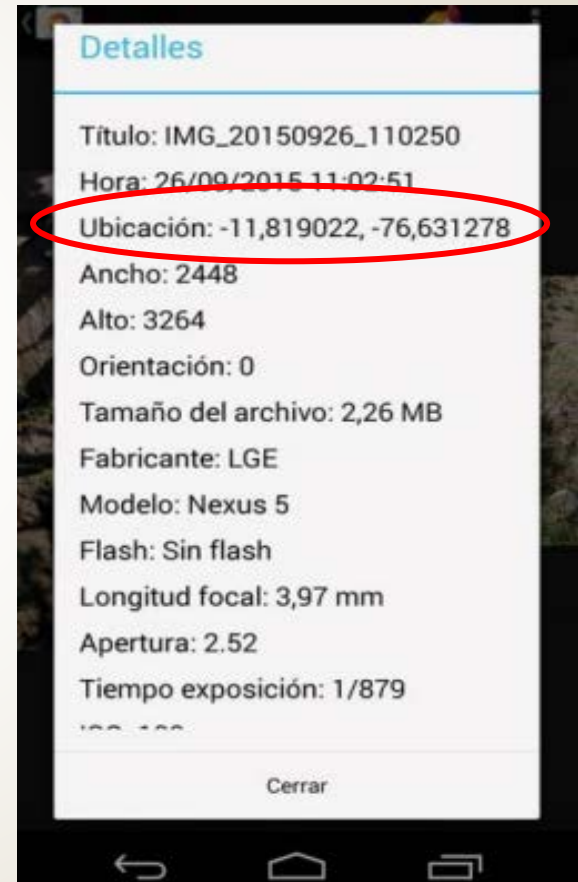 Detalles
Título: IMG_20150926_110250
Hora: 26/09/2015 11:02:51
Ubicación: -11,819022, -76,631278
Ancho: 2448
Alto: 3264
Orientación: 0
Tamaño del archivo: 2,26 MB
Fabricante: LGE
Modelo: Nexus 5
Flash: Sin flash
Longitud focal: 3,97 mm
Apertura: 2.52
Tiempo exposición: 1/879
Cerrar